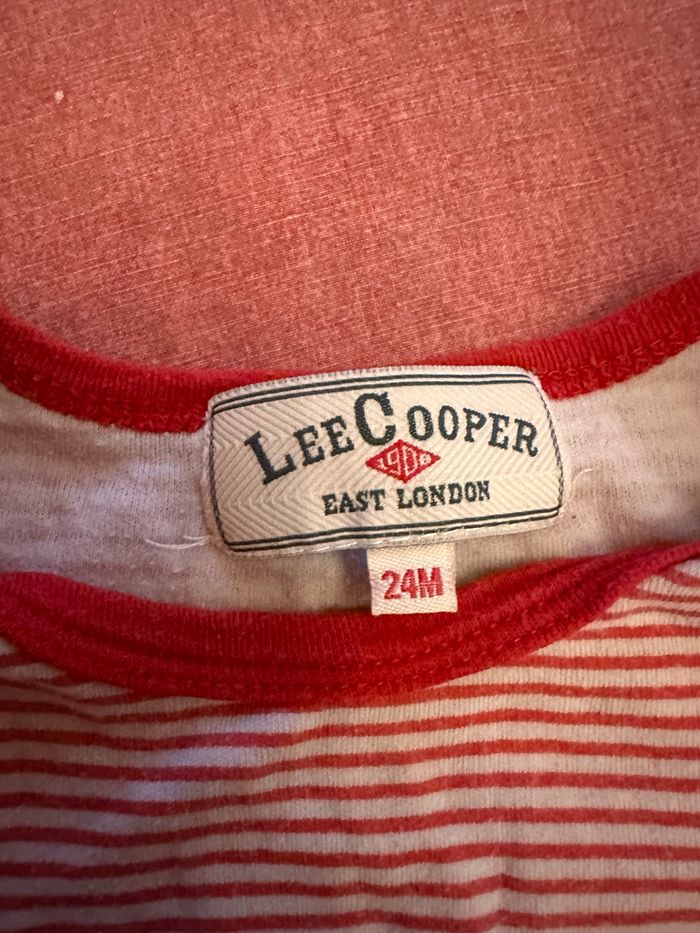 LEE COOPER
1908
EAST LONDON
24M